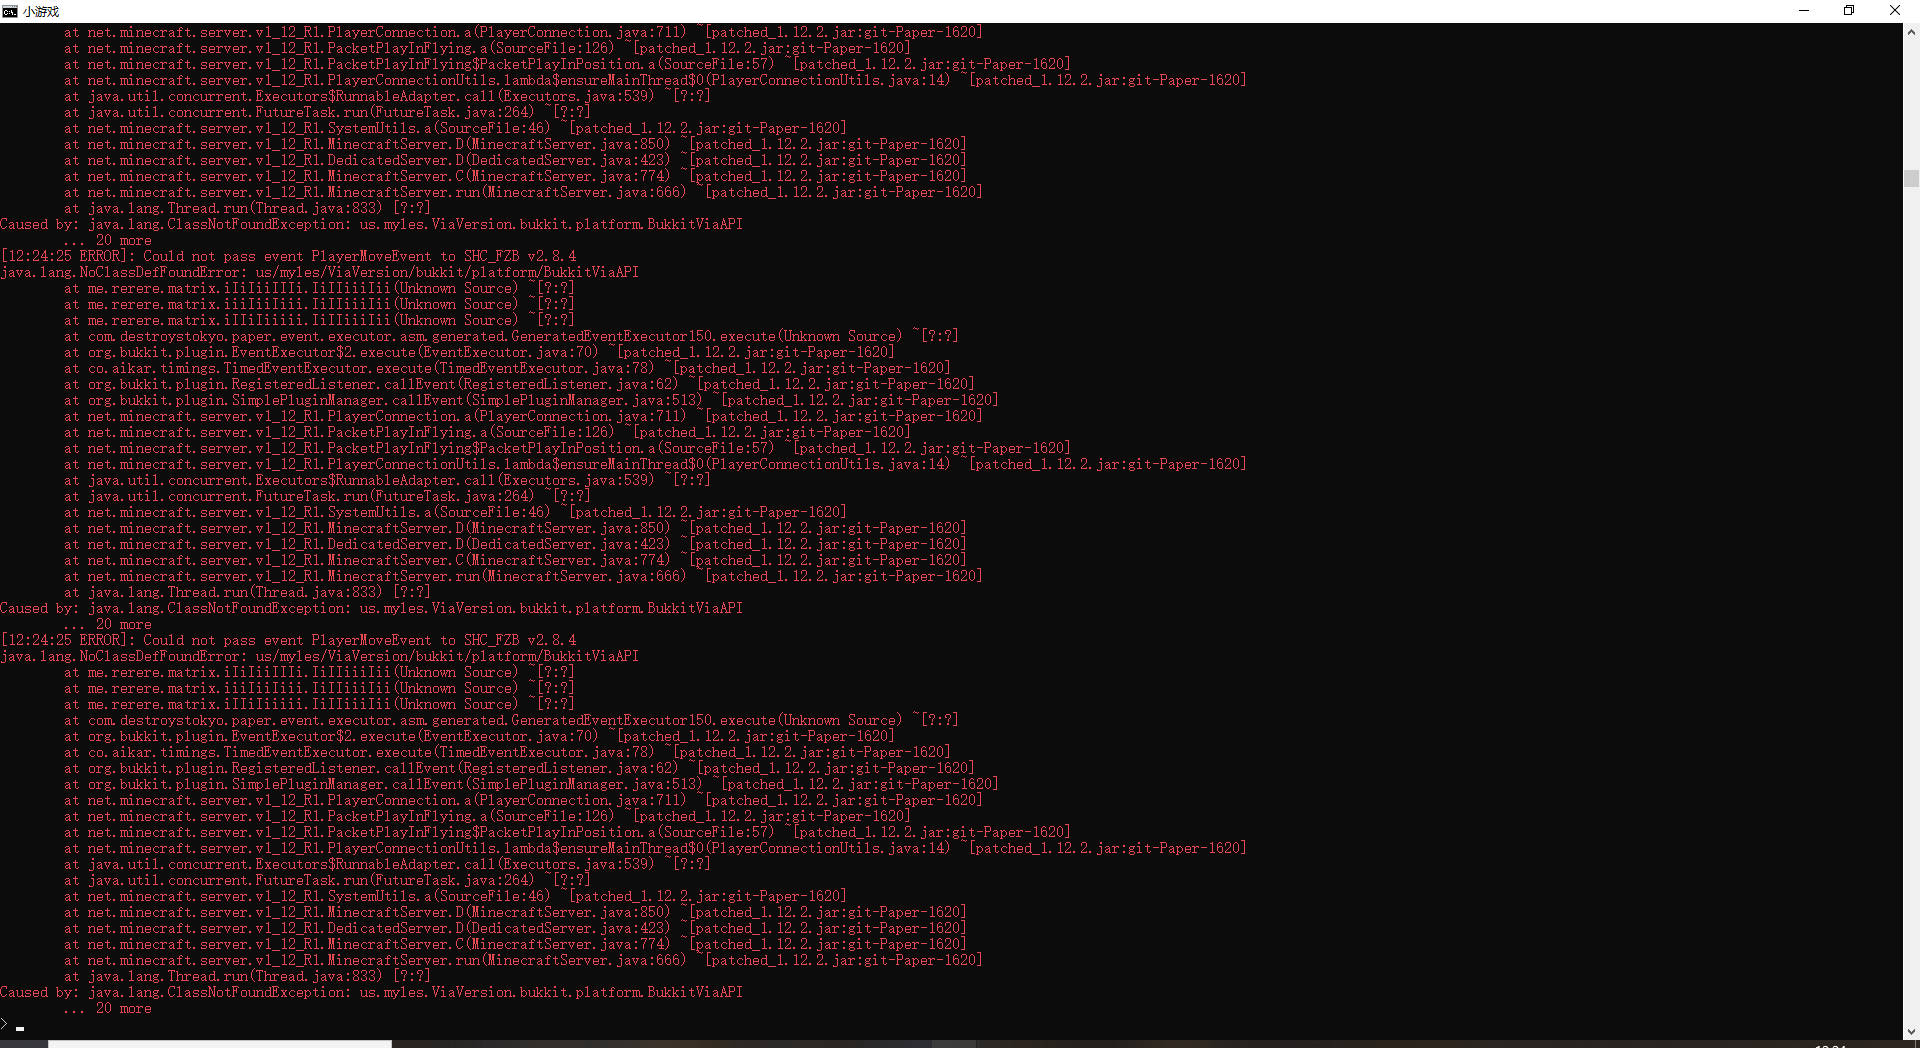 小游戏
at net.minecraft.server.v1_12_R1.PlayerConnection.a(PlayerConnection.java:711) ~[patched_1.12.2.jar:git-Paper-1620]
at net.minecraft.server.v1_12_R1.PacketPlayInFlying.a(SourceFile:126) ~[patched_1.12.2.jar:git-Paper-1620]
at net.minecraft.server.v1_12_R1.PacketPlayInFlying$PacketPlayInPosition.a(SourceFile:57) ~[patched_1.12.2.jar:git-Paper-1620]
at net.minecraft.server.v1_12_R1.PlayerConnectionUtils.lambda$ensureMainThread$0(PlayerConnectionUtils.java:14) ~[patched_1.12.2.jar:git-Paper-1620]
at java.util.concurrent.Executors$RunnableAdapter.call(Executors.java:539) ~[?:?]
at java.util.concurrent.FutureTask.run(FutureTask.java:264) ~[?:?]
at net.minecraft.server.v1_12_R1.SystemUtils.a(SourceFile:46) ~[patched_1.12.2.jar:git-Paper-1620]
at net.minecraft.server.v1_12_R1.MinecraftServer.D(MinecraftServer.java:850) ~[patched_1.12.2.jar:git-Paper-1620]
at net.minecraft.server.v1_12_R1.DedicatedServer.D(DedicatedServer.java:423) ~[patched_1.12.2.jar:git-Paper-1620]
at net.minecraft.server.v1_12_R1.MinecraftServer.C(MinecraftServer.java:774) ~[patched_1.12.2.jar:git-Paper-1620]
at net.minecraft.server.v1_12_R1.MinecraftServer.run(MinecraftServer.java:666) ~[patched_1.12.2.jar:git-Paper-1620]
at java.lang.Thread.run(Thread.java:833) [?:?]
Caused by: java.lang.ClassNotFoundException: us.myles.ViaVersion.bukkit.platform.BukkitViaAPI
... 20 more
[12:24:25 ERROR]: Could not pass event PlayerMoveEvent to SHC_FZB v2.8.4
java.lang.NoClassDefFoundError: us/myles/ViaVersion/bukkit/platform/BukkitViaAPI
at me.rerere.matrix.iIiIiiIIIi.IiIIiiiIii(Unknown Source) ~[?:?]
at me.rerere.matrix.iiiIiiIiii.IiIIiiiIii(Unknown Source) ~[?:?]
at me.rerere.matrix.iIIiIiiiii.IiIIiiiIii(Unknown Source) ~[?:?]
at com.destroystokyo.paper.event.executor.asm.generated.GeneratedEventExecutor150.execute(Unknown Source) ~[?:?]
at org.bukkit.plugin.EventExecutor$2.execute(EventExecutor.java:70) ~[patched_1.12.2.jar:git-Paper-1620]
at co.aikar.timings.TimedEventExecutor.execute(TimedEventExecutor.java:78) ~[patched_1.12.2.jar:git-Paper-1620]
at org.bukkit.plugin.RegisteredListener.callEvent(RegisteredListener.java:62) ~[patched_1.12.2.jar:git-Paper-1620]
at org.bukkit.plugin.SimplePluginManager.callEvent(SimplePluginManager.java:513) ~[patched_1.12.2.jar:git-Paper-1620]
at net.minecraft.server.v1_12_R1.PlayerConnection.a(PlayerConnection.java:711) ~[patched_1.12.2.jar:git-Paper-1620]
at net.minecraft.server.v1_12_R1.PacketPlayInFlying.a(SourceFile:126) ~[patched_1.12.2.jar:git-Paper-1620]
at net.minecraft.server.v1_12_R1.PacketPlayInFlying$PacketPlayInPosition.a(SourceFile:57) ~[patched_1.12.2.jar:git-Paper-1620]
at net.minecraft.server.v1_12_R1.PlayerConnectionUtils.lambda$ensureMainThread$0(PlayerConnectionUtils.java:14) ~[patched_1.12.2.jar:git-Paper-1620]
at java.util.concurrent.Executors$RunnableAdapter.call(Executors.java:539) ~[?:?]
at java.util.concurrent.FutureTask.run(FutureTask.java:264) ~[?:?]
at net.minecraft.server.v1_12_R1.SystemUtils.a(SourceFile:46) ~[patched_1.12.2.jar:git-Paper-1620]
at net.minecraft.server.v1_12_R1.MinecraftServer.D(MinecraftServer.java:850) ~[patched_1.12.2.jar:git-Paper-1620]
at net.minecraft.server.v1_12_R1.DedicatedServer.D(DedicatedServer.java:423) ~[patched_1.12.2.jar:git-Paper-1620]
at net.minecraft.server.v1_12_R1.MinecraftServer.C(MinecraftServer.java:774) ~[patched_1.12.2.jar:git-Paper-1620]
at net.minecraft.server.v1_12_R1.MinecraftServer.run(MinecraftServer.java:666) ~[patched_1.12.2.jar:git-Paper-1620]
at java.lang.Thread.run(Thread.java:833) [?:?]
Caused by: java.lang.ClassNotFoundException: us.myles.ViaVersion.bukkit.platform.BukkitViaAPI
... 20 more
[12:24:25 ERROR]: Could not pass event PlayerMoveEvent to SHC_FZB v2.8.4
java.lang.NoClassDefFoundError: us/myles/ViaVersion/bukkit/platform/BukkitViaAPI
at me.rerere.matrix.iIiIiiIIIi.IiIIiiiIii(Unknown Source) ~[?:?]
at me.rerere.matrix.iiiIiiIiii.IiIIiiiIii(Unknown Source) ~[?:?]
at me.rerere.matrix.iIIiIiiiii.IiIIiiiIii(Unknown Source) ~[?:?]
at com.destroystokyo.paper.event.executor.asm.generated.GeneratedEventExecutor150.execute(Unknown Source) ~[?:?]
at org.bukkit.plugin.EventExecutor$2.execute(EventExecutor.java:70) ~[patched_1.12.2.jar:git-Paper-1620]
at co.aikar.timings.TimedEventExecutor.execute(TimedEventExecutor.java:78) ~[patched_1.12.2.jar:git-Paper-1620]
at org.bukkit.plugin.RegisteredListener.callEvent(RegisteredListener.java:62) ~[patched_1.12.2.jar:git-Paper-1620]
at org.bukkit.plugin.SimplePluginManager.callEvent(SimplePluginManager.java:513) ~[patched_1.12.2.jar:git-Paper-1620]
at net.minecraft.server.v1_12_R1.PlayerConnection.a(PlayerConnection.java:711) ~[patched_1.12.2.jar:git-Paper-1620]
at net.minecraft.server.v1_12_R1.PacketPlayInFlying.a(SourceFile:126) ~[patched_1.12.2.jar:git-Paper-1620]
at net.minecraft.server.v1_12_R1.PacketPlayInFlying$PacketPlayInPosition.a(SourceFile:57) ~[patched_1.12.2.jar:git-Paper-1620]
at net.minecraft.server.v1_12_R1.PlayerConnectionUtils.lambda$ensureMainThread$0(PlayerConnectionUtils.java:14) ~[patched_1.12.2.jar:git-Paper-1620]
at java.util.concurrent.Executors$RunnableAdapter.call(Executors.java:539) ~[?:?]
at java.util.concurrent.FutureTask.run(FutureTask.java:264) ~[?:?]
at net.minecraft.server.v1_12_R1.SystemUtils.a(SourceFile:46) ~[patched_1.12.2.jar:git-Paper-1620]
at net.minecraft.server.v1_12_R1.MinecraftServer.D(MinecraftServer.java:850) ~[patched_1.12.2.jar:git-Paper-1620]
at net.minecraft.server.v1_12_R1.DedicatedServer.D(DedicatedServer.java:423) ~[patched_1.12.2.jar:git-Paper-1620]
at net.minecraft.server.v1_12_R1.MinecraftServer.C(MinecraftServer.java:774) ~[patched_1.12.2.jar:git-Paper-1620]
at net.minecraft.server.v1_12_R1.MinecraftServer.run(MinecraftServer.java:666) ~[patched_1.12.2.jar:git-Paper-1620]
at java.lang.Thread.run(Thread.java:833) [?:?]
Caused by: java.lang.ClassNotFoundException: us.myles.ViaVersion.bukkit.platform.BukkitViaAPI
... 20 more
>